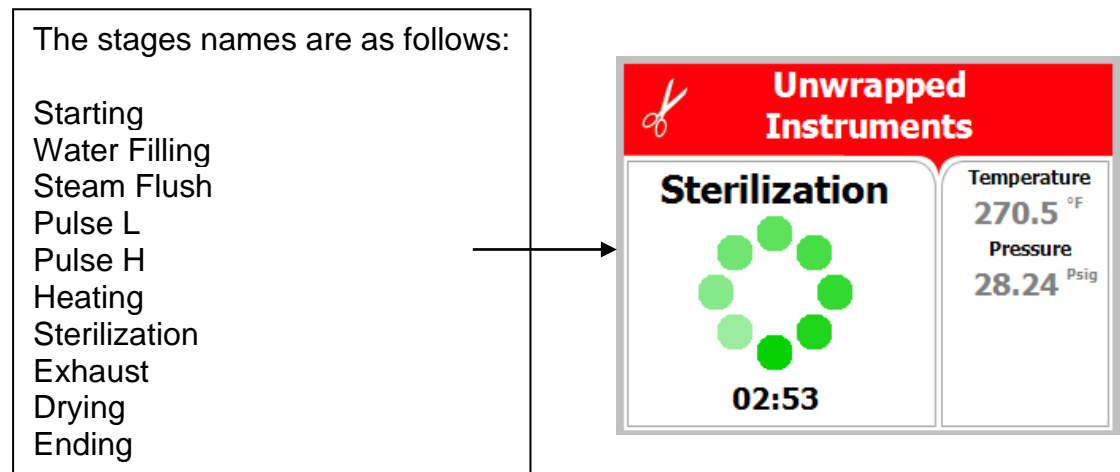 The stages names are as follows:
Starting
Water Filling
Steam Flush
Pulse L
Pulse H
Heating
Sterilization
Exhaust
Drying
Ending
Unwrapped
Instruments
Sterilization
02:53
Temperature
270.5 °F
Pressure
28.24 Psig